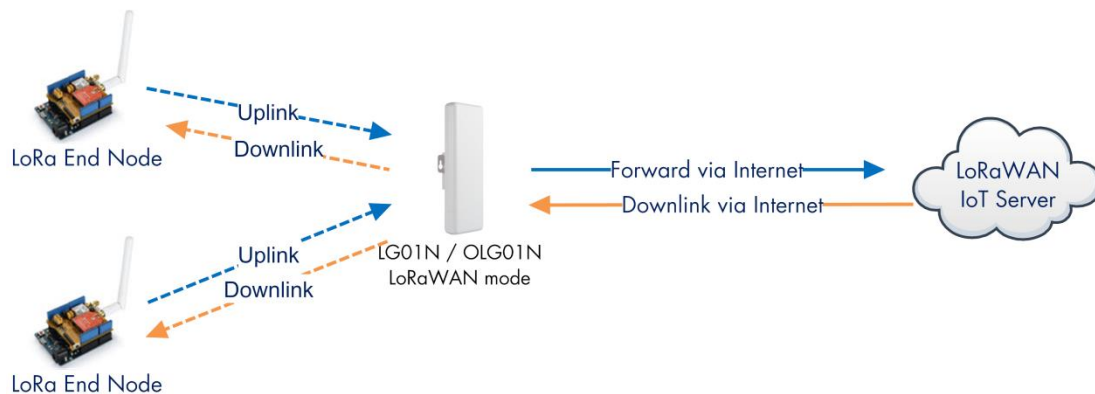 Uplink
Downlink
LoRa End Node
Forward via Internet
Downlink via Internet
LoRaWAN
IoT Server
LG01N / OLG01N
LoRaWAN mode
Uplink
Downlink
LoRa End Node